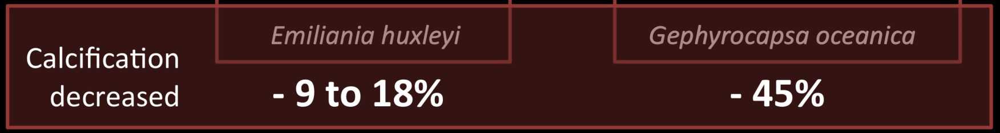 Emiliania huxleyi
Gephyrocapsa oceanica
Calcification
decreased
- 9 to 18%
- 45%